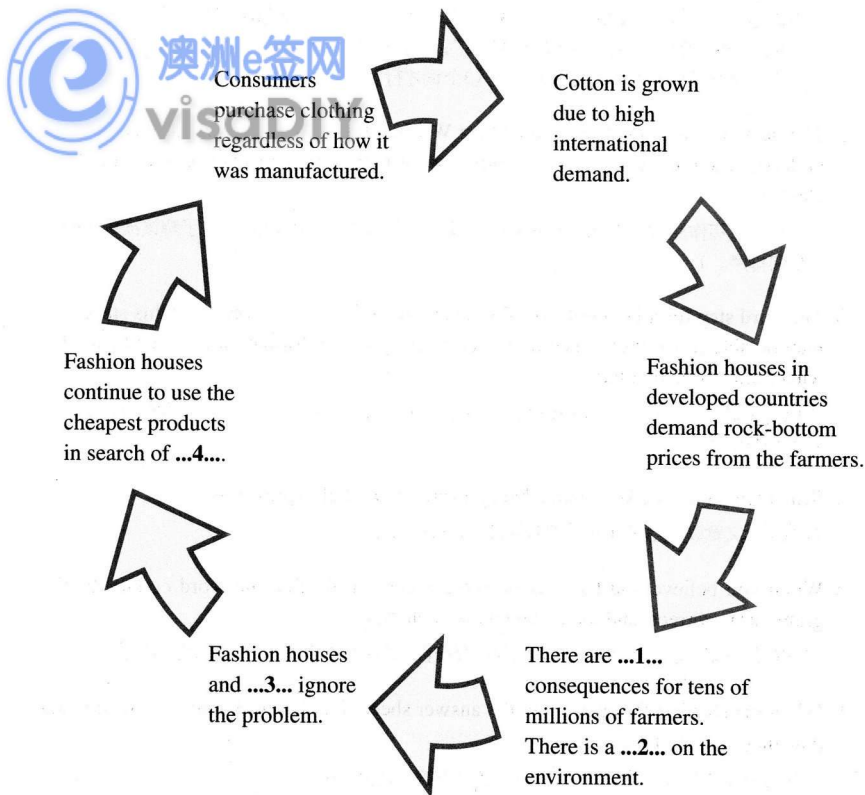 澳洲e签网
visaDIY
Consumers
purchase clothing
regardless of how it
was manufactured.
Cotton is grown
due to high
international
demand.
Fashion houses in
developed countries
demand rock-bottom
prices from the farmers.
There are ...1...
consequences for tens of
millions of farmers.
There is a ...2... on the
environment.
Fashion houses
and ...3... ignore
the problem.
Fashion houses
continue to use the
cheapest products
in search of ...4....